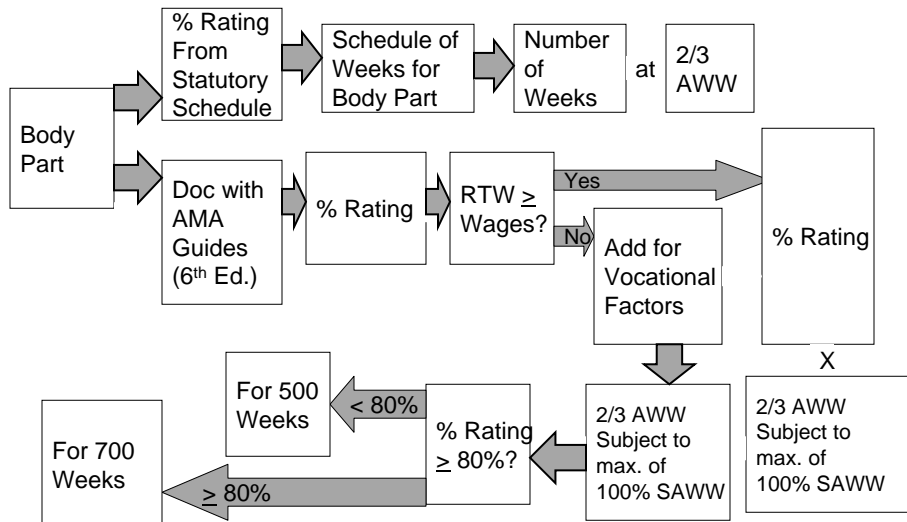 % Rating
From
Statutory
Schedule
Schedule of
Weeks for
Body Part
Number
of
Weeks
at
2/3
AWW
Body
Part
Doc with
AMA
Guides
(6th Ed.)
% Rating
RTW ≥
Wages?
Yes
No
Add for
Vocational
Factors
% Rating
X
2/3 AWW
Subject to
max. of
100% SAWW
2/3 AWW
Subject to
max. of
100% SAWW
% Rating
≥ 80%?
< 80%
For 500
Weeks
≥ 80%
For 700
Weeks